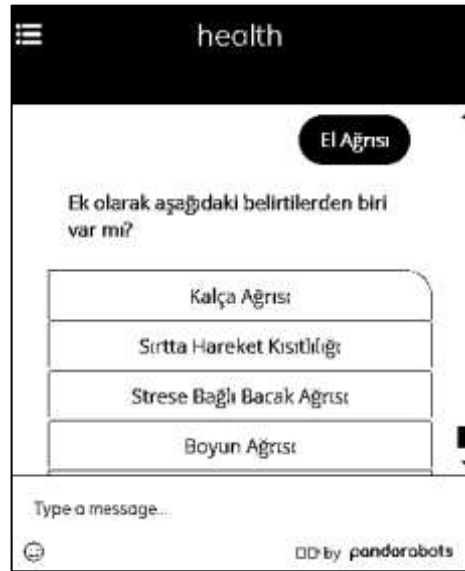 health
El Ağrısı
Ek olarak aşağıdaki belirtilerden biri
var mı?
Kalça Ağrısı
Sırtta Hareket Kısıtlılığı
Strese Bağlı Bacak Ağrısı
Boyun Ağrısı
Type a message...
by pandorabots